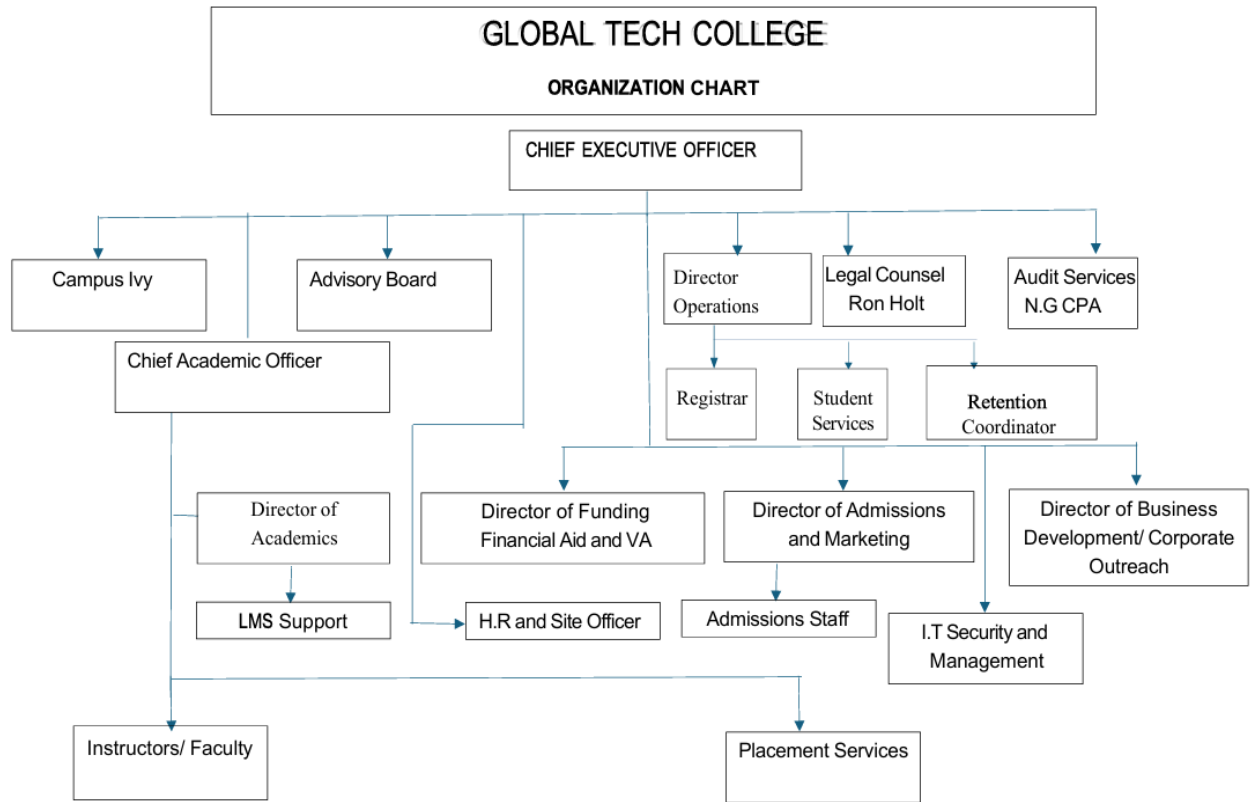 GLOBAL TECH COLLEGE
ORGANIZATION CHART
CHIEF EXECUTIVE OFFICER
Campus Ivy
Advisory Board
Director
Operations
Legal Counsel
Ron Holt
Audit Services
N.G CPA
Chief Academic Officer
Registrar
Student
Services
Retention
Coordinator
Director of
Academics
Director of Funding
Financial Aid and VA
Director of Admissions
and Marketing
Director of Business
Development/ Corporate
Outreach
LMS Support
H.R and Site Officer
Admissions Staff
I.T Security and
Management
Instructors/ Faculty
Placement Services